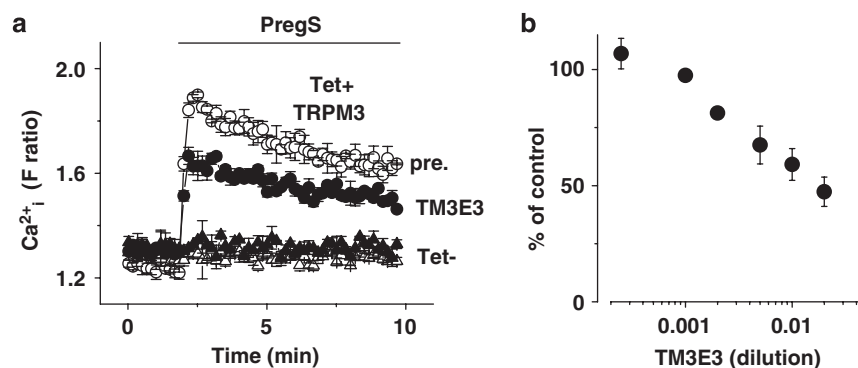 a
PregS
2.0
1.6
1.2
Ca²⁺ᵢ (F ratio)
Tet+
TRPM3
pre.
TM3E3
Tet-
0
5
10
Time (min)
b
100
50
0
% of control
0.001
0.01
TM3E3 (dilution)